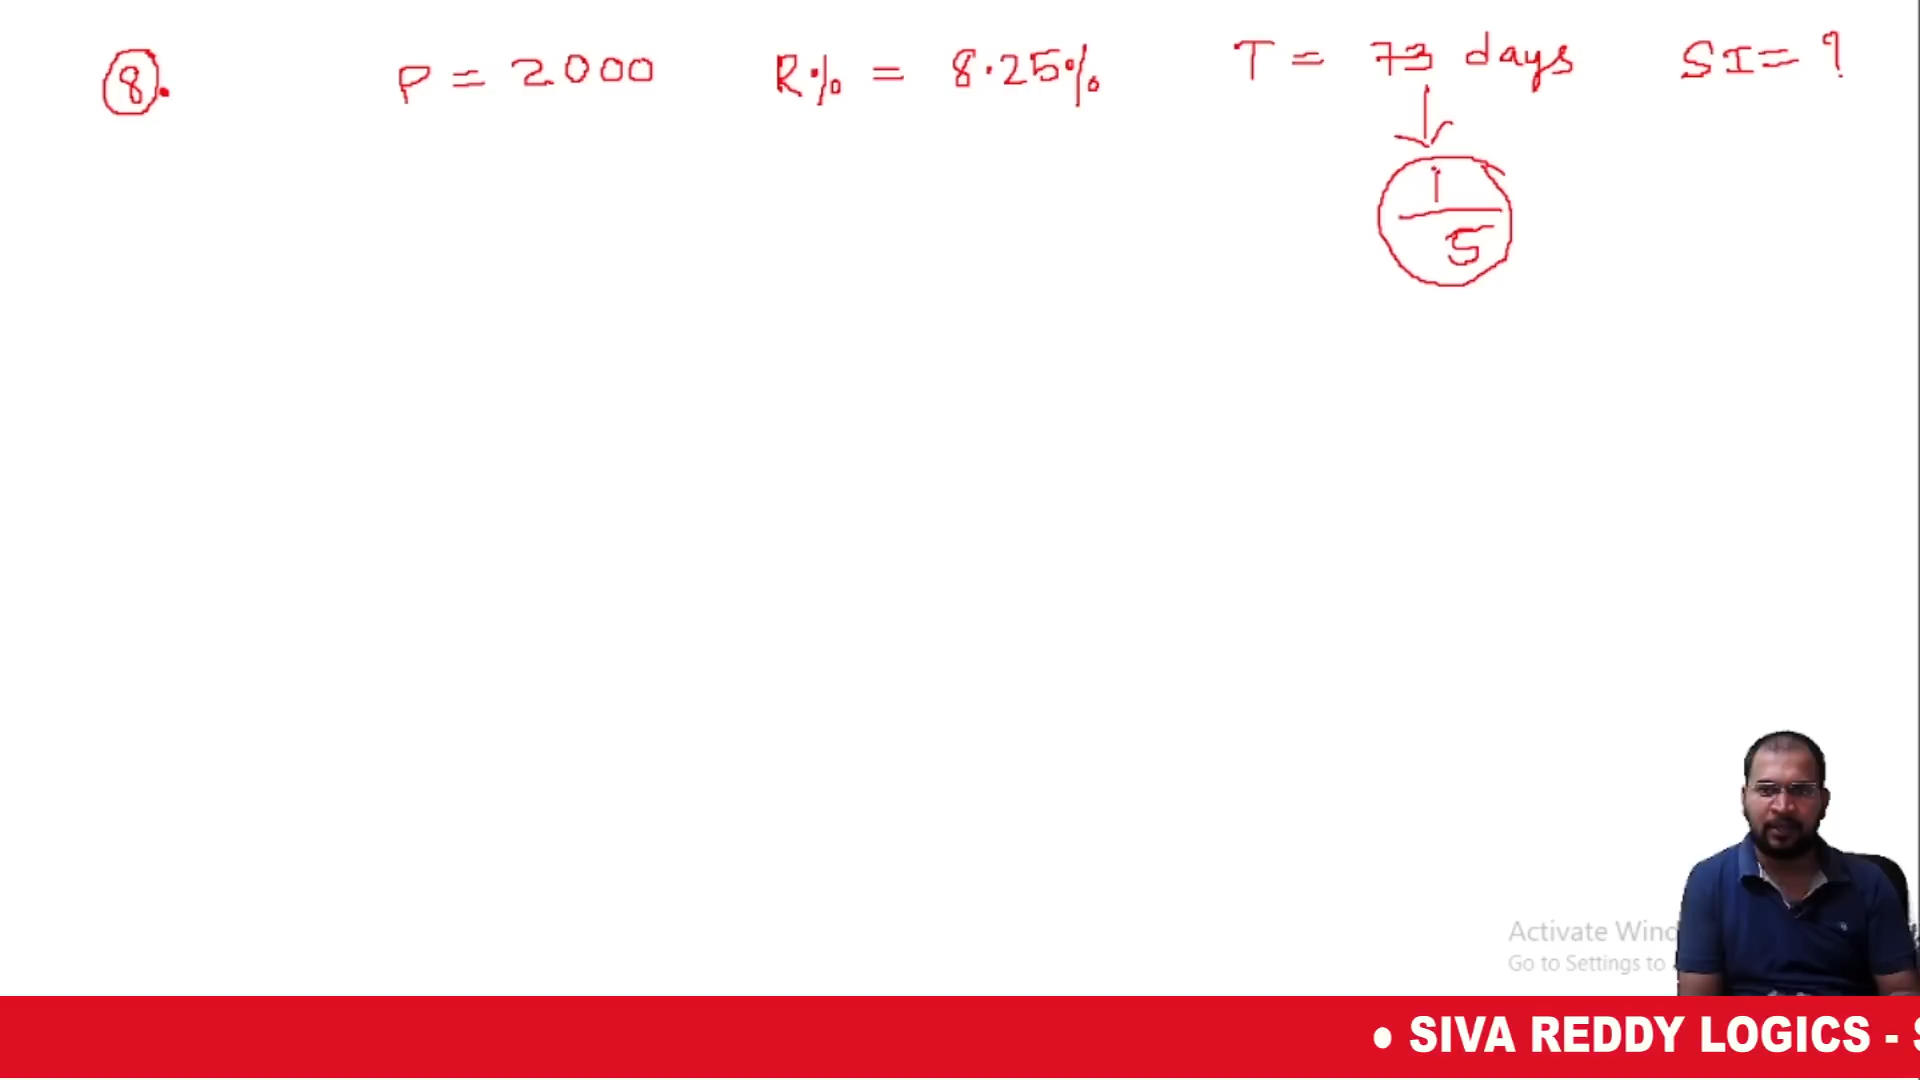 8. P = 2000 R% = 8.25% T = 73 days SI = ?
1
5
Activate Wind
Go to Settings to
• SIVA REDDY LOGICS - S